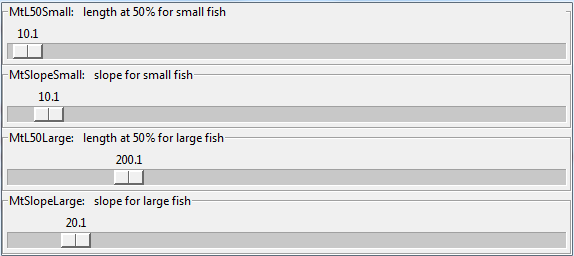 MtL50Small: length at 50% for small fish
10.1
MtSlopeSmall: slope for small fish
10.1
MtL50Large: length at 50% for large fish
200.1
MtSlopeLarge: slope for large fish
20.1